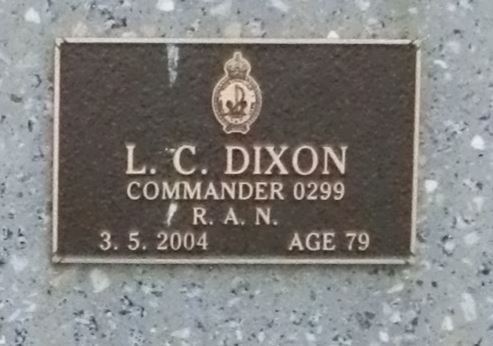 L. C. DIXON
COMMANDER 0299
R. A. N.
3. 5. 2004 AGE 79